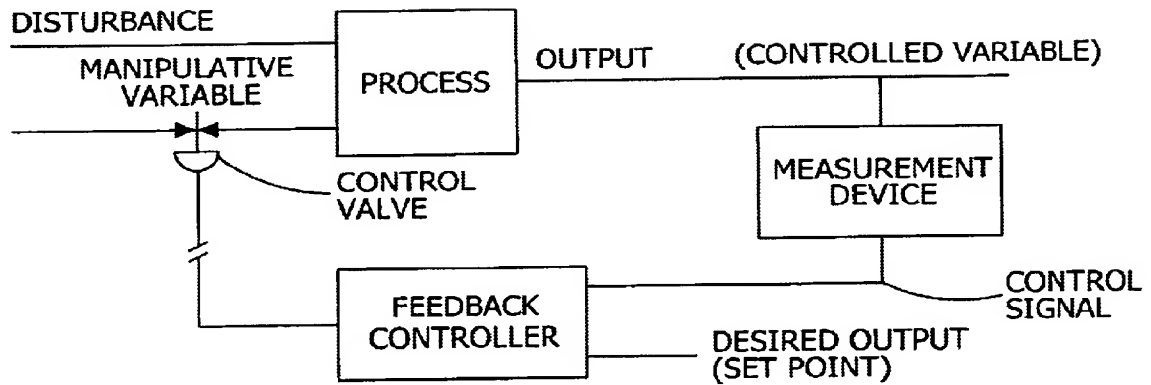 DISTURBANCE
MANIPULATIVE
VARIABLE
PROCESS
OUTPUT
(CONTROLLED VARIABLE)
CONTROL
VALVE
MEASUREMENT
DEVICE
FEEDBACK
CONTROLLER
CONTROL
SIGNAL
DESIRED OUTPUT
(SET POINT)